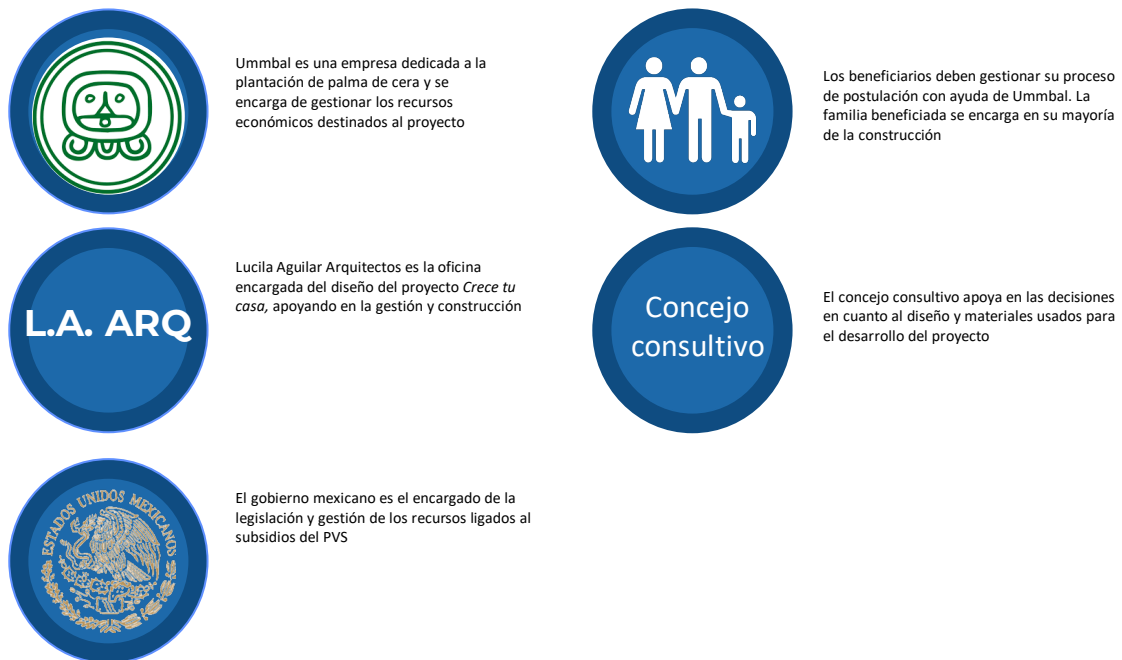 Ummbal es una empresa dedicada a la
plantación de palma de cera y se
encarga de gestionar los recursos
económicos destinados al proyecto
Los beneficiarios deben gestionar su proceso
de postulación con ayuda de Ummbal. La
familia beneficiada se encarga en su mayoría
de la construcción
L.A. ARQ
Lucila Aguilar Arquitectos es la oficina
encargada del diseño del proyecto Crece tu
casa, apoyando en la gestión y construcción
Concejo
consultivo
El concejo consultivo apoya en las decisiones
en cuanto al diseño y materiales usados para
el desarrollo del proyecto
ESTADOS UNIDOS MEXICANOS
El gobierno mexicano es el encargado de la
legislación y gestión de los recursos ligados al
subsidios del PVS